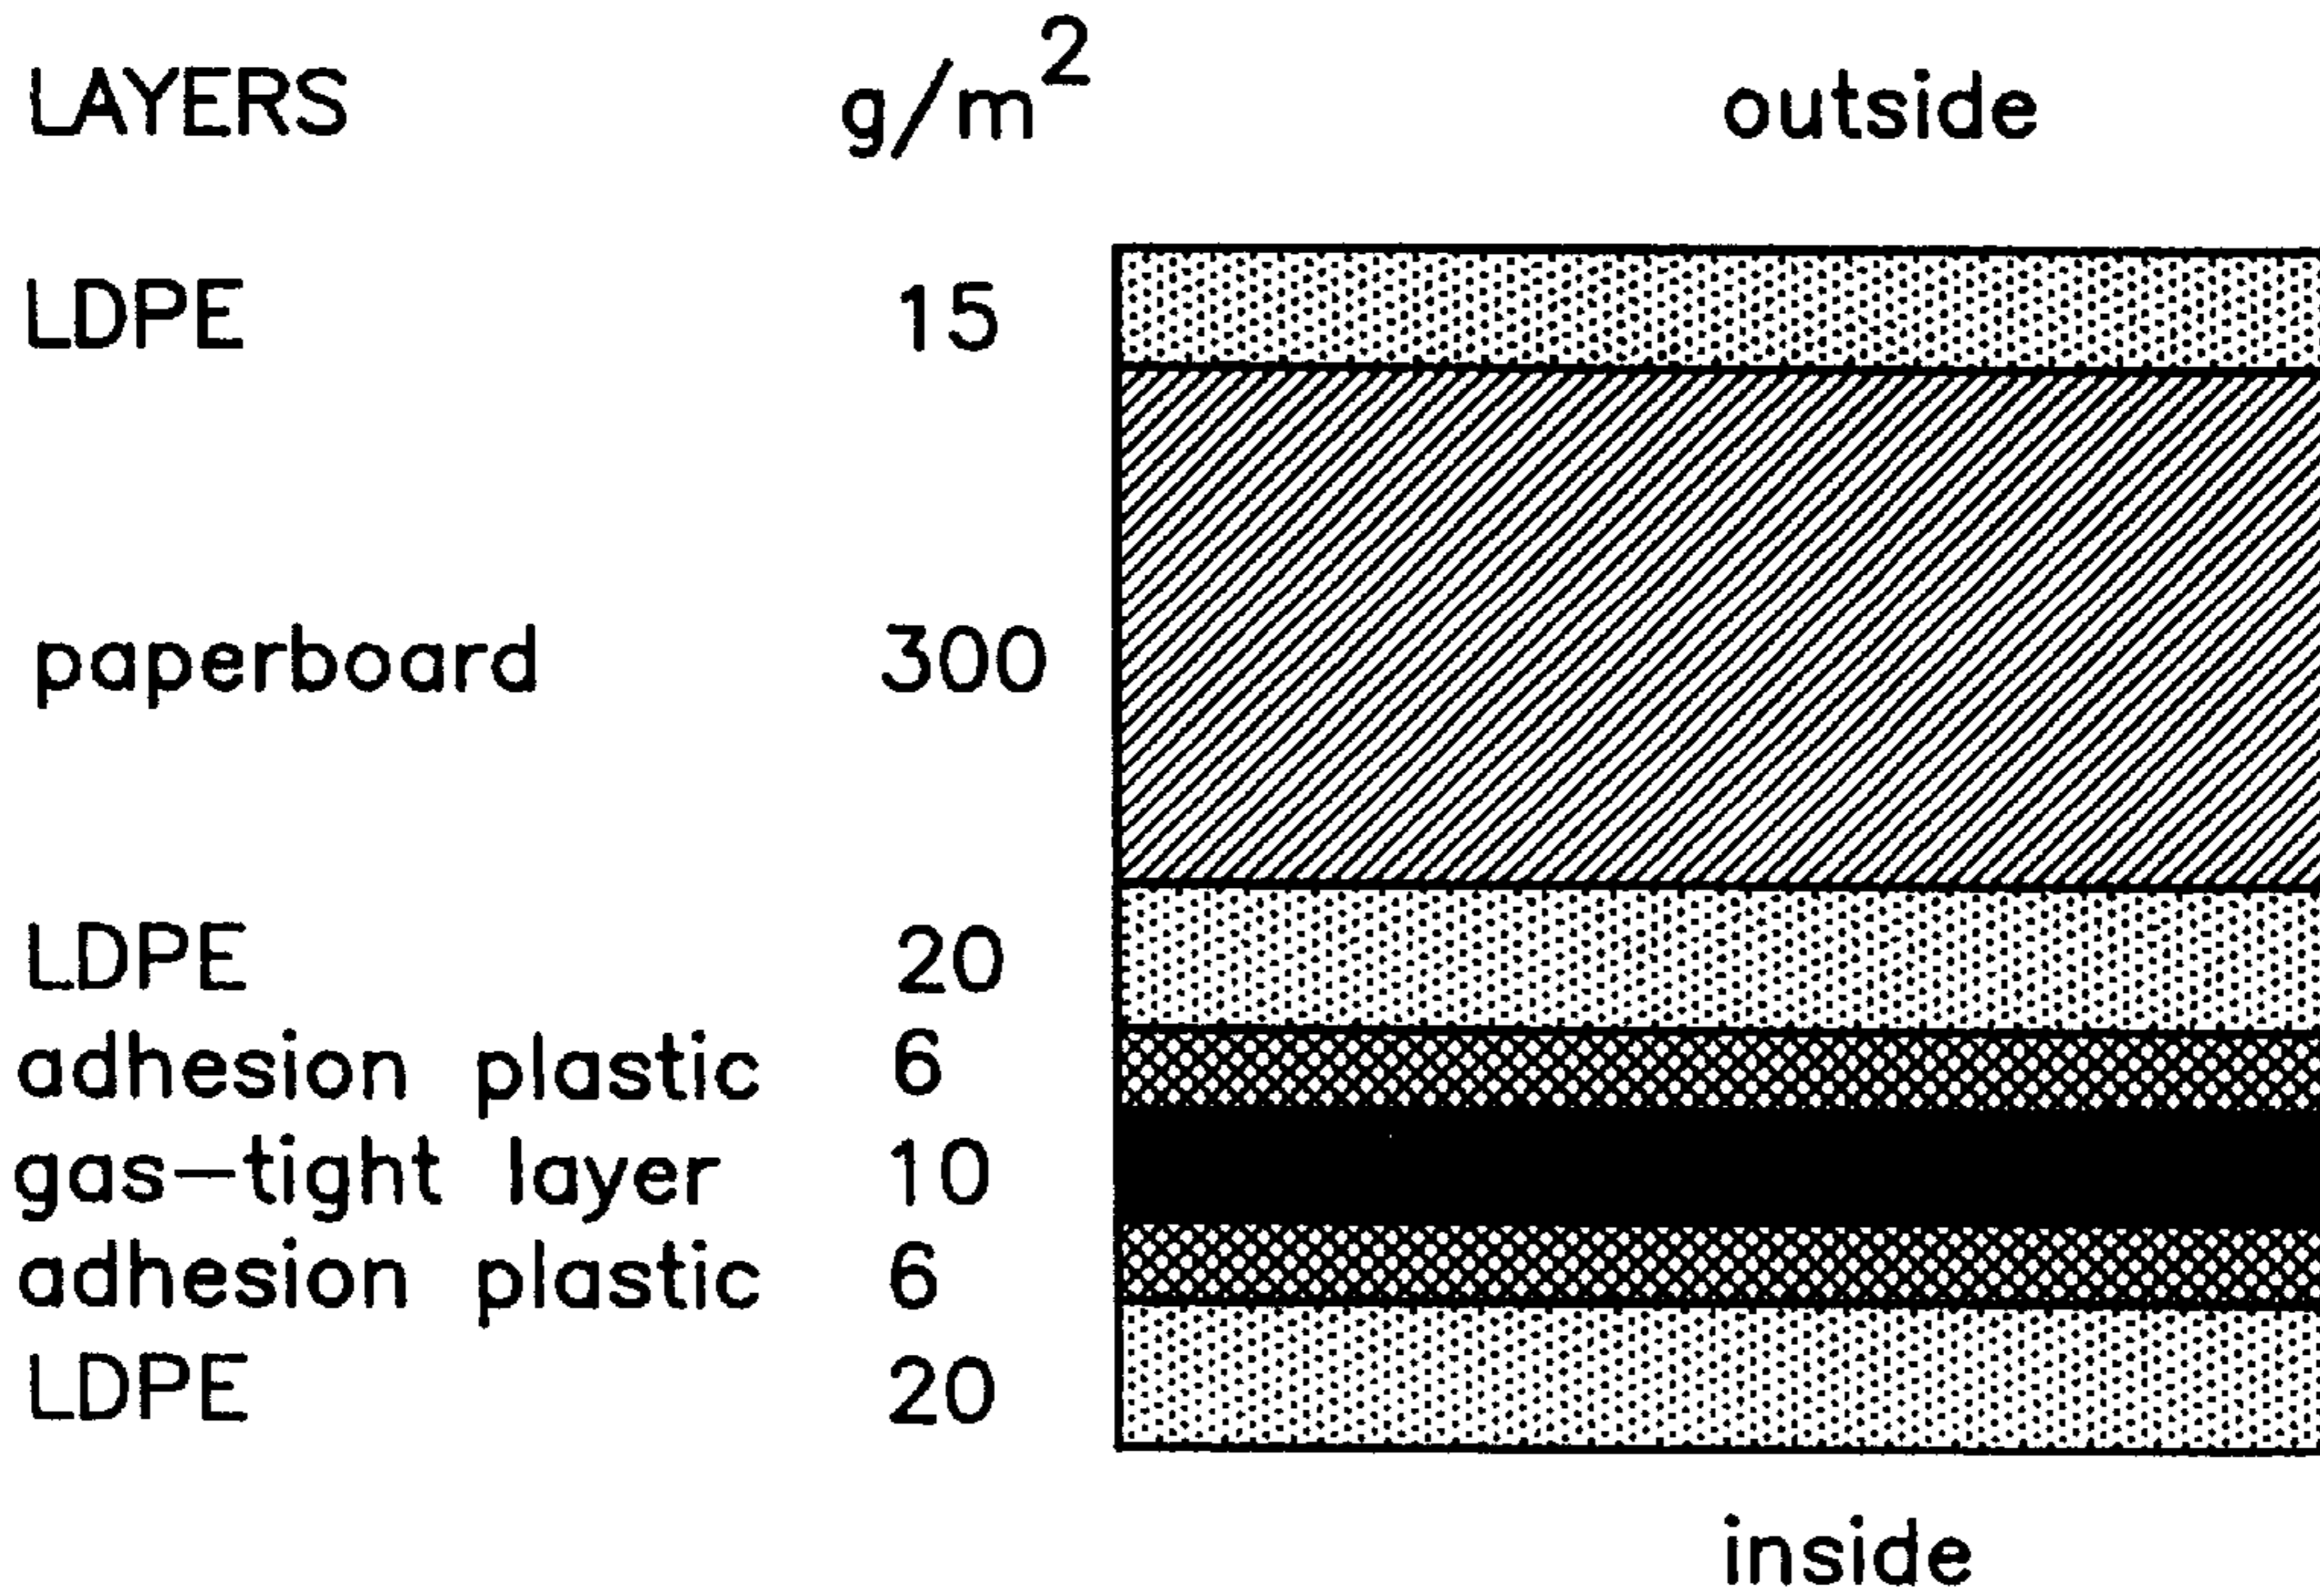 LAYERS g/m² outside
LDPE 15
paperboard 300
LDPE 20
adhesion plastic 6
gas-tight layer 10
adhesion plastic 6
LDPE 20
inside